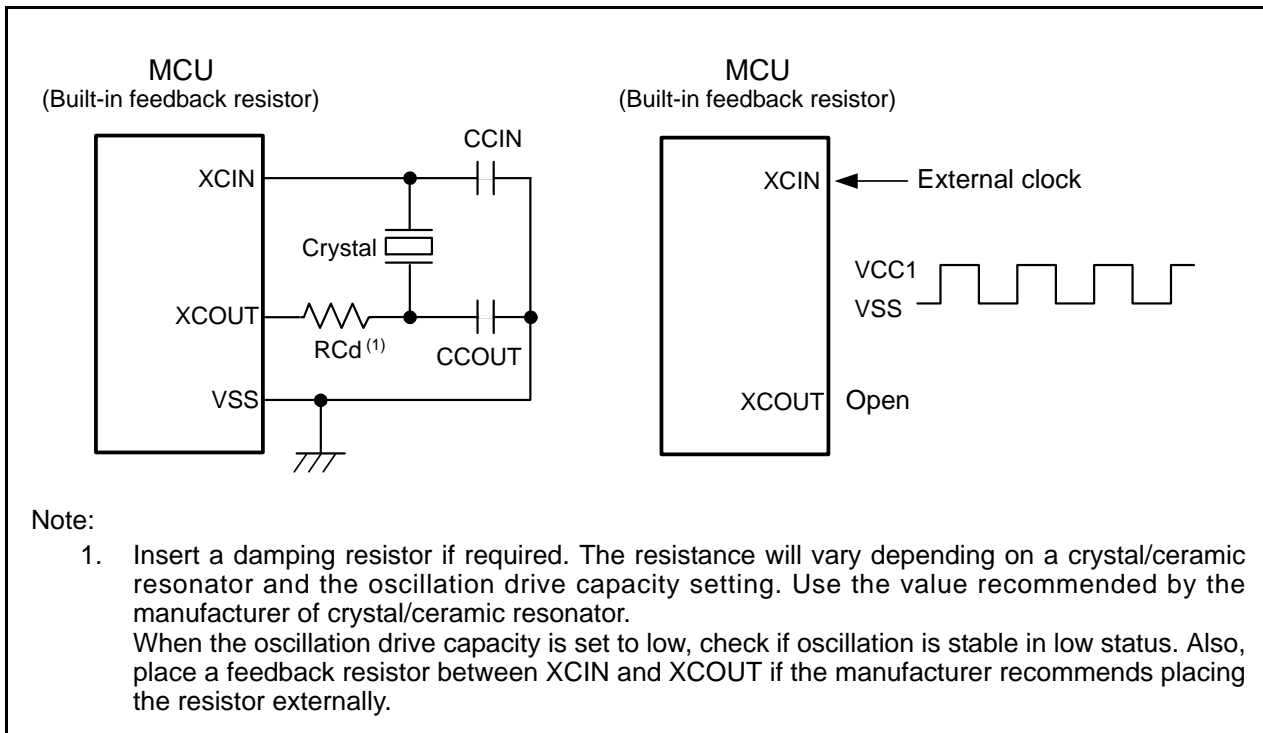 MCU
(Built-in feedback resistor)
XCIN
CCIN
Crystal
XCOUT
RCd (1)
CCOUT
VSS
MCU
(Built-in feedback resistor)
XCIN
External clock
VCC1
VSS
XCOUT
Open
Note:
1. Insert a damping resistor if required. The resistance will vary depending on a crystal/ceramic
resonator and the oscillation drive capacity setting. Use the value recommended by the
manufacturer of crystal/ceramic resonator.
When the oscillation drive capacity is set to low, check if oscillation is stable in low status. Also,
place a feedback resistor between XCIN and XCOUT if the manufacturer recommends placing
the resistor externally.